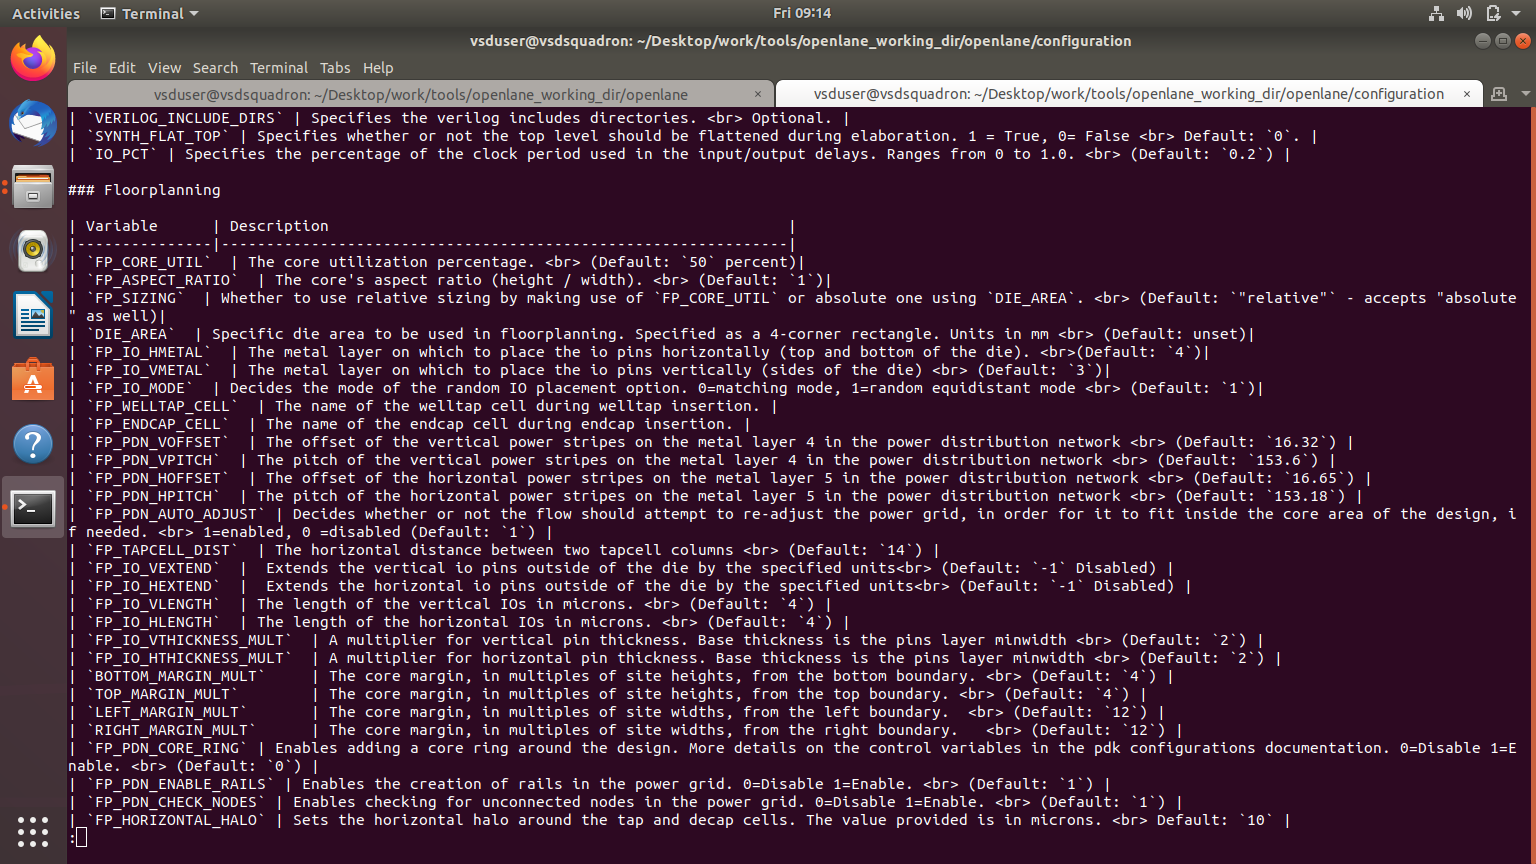 Activities
Terminal
Fri 09:14
vsduser@vsdsquadron: ~/Desktop/work/tools/openlane_working_dir/openlane/configuration
File Edit View Search Terminal Tabs Help
vsduser@vsdsquadron: ~/Desktop/work/tools/openlane_working_dir/openlane ×
vsduser@vsdsquadron: ~/Desktop/work/tools/openlane_working_dir/openlane/configuration ×
| `VERILOG_INCLUDE_DIRS` | Specifies the verilog includes directories. <br> Optional. |
| `SYNTH_FLAT_TOP` | Specifies whether or not the top level should be flattened during elaboration. 1 = True, 0= False <br> Default: `0`. |
| `IO_PCT` | Specifies the percentage of the clock period used in the input/output delays. Ranges from 0 to 1.0. <br> (Default: `0.2`) |
### Floorplanning
| Variable      | Description                                                   |
|---------------|---------------------------------------------------------------|
| `FP_CORE_UTIL`  | The core utilization percentage. <br> (Default: `50` percent)|
| `FP_ASPECT_RATIO`  | The core's aspect ratio (height / width). <br> (Default: `1`)|
| `FP_SIZING`  | Whether to use relative sizing by making use of `FP_CORE_UTIL` or absolute one using `DIE_AREA`. <br> (Default: `"relative"` - accepts "absolute
" as well)|
| `DIE_AREA`  | Specific die area to be used in floorplanning. Specified as a 4-corner rectangle. Units in mm <br> (Default: unset)|
| `FP_IO_HMETAL`  | The metal layer on which to place the io pins horizontally (top and bottom of the die). <br>(Default: `4`)|
| `FP_IO_VMETAL`  | The metal layer on which to place the io pins vertically (sides of the die) <br> (Default: `3`)|
| `FP_IO_MODE`  | Decides the mode of the random IO placement option. 0=matching mode, 1=random equidistant mode <br> (Default: `1`)|
| `FP_WELLTAP_CELL`  | The name of the welltap cell during welltap insertion. |
| `FP_ENDCAP_CELL`  | The name of the endcap cell during endcap insertion. |
| `FP_PDN_VOFFSET`  | The offset of the vertical power stripes on the metal layer 4 in the power distribution network <br> (Default: `16.32`) |
| `FP_PDN_VPITCH`  | The pitch of the vertical power stripes on the metal layer 4 in the power distribution network <br> (Default: `153.6`) |
| `FP_PDN_HOFFSET`  | The offset of the horizontal power stripes on the metal layer 5 in the power distribution network <br> (Default: `16.65`) |
| `FP_PDN_HPITCH`  | The pitch of the horizontal power stripes on the metal layer 5 in the power distribution network <br> (Default: `153.18`) |
| `FP_PDN_AUTO_ADJUST` | Decides whether or not the flow should attempt to re-adjust the power grid, in order for it to fit inside the core area of the design, i
f needed. <br> 1=enabled, 0 =disabled (Default: `1`) |
| `FP_TAPCELL_DIST`  | The horizontal distance between two tapcell columns <br> (Default: `14`) |
| `FP_IO_VEXTEND`  |  Extends the vertical io pins outside of the die by the specified units<br> (Default: `-1` Disabled) |
| `FP_IO_HEXTEND`  |  Extends the horizontal io pins outside of the die by the specified units<br> (Default: `-1` Disabled) |
| `FP_IO_VLENGTH`  | The length of the vertical IOs in microns. <br> (Default: `4`) |
| `FP_IO_HLENGTH`  | The length of the horizontal IOs in microns. <br> (Default: `4`) |
| `FP_IO_VTHICKNESS_MULT`  | A multiplier for vertical pin thickness. Base thickness is the pins layer minwidth <br> (Default: `2`) |
| `FP_IO_HTHICKNESS_MULT`  | A multiplier for horizontal pin thickness. Base thickness is the pins layer minwidth <br> (Default: `2`) |
| `BOTTOM_MARGIN_MULT`     | The core margin, in multiples of site heights, from the bottom boundary. <br> (Default: `4`) |
| `TOP_MARGIN_MULT`        | The core margin, in multiples of site heights, from the top boundary. <br> (Default: `4`) |
| `LEFT_MARGIN_MULT`       | The core margin, in multiples of site widths, from the left boundary.  <br> (Default: `12`) |
| `RIGHT_MARGIN_MULT`      | The core margin, in multiples of site widths, from the right boundary.   <br> (Default: `12`) |
| `FP_PDN_CORE_RING` | Enables adding a core ring around the design. More details on the control variables in the pdk configurations documentation. 0=Disable 1=E
nable. <br> (Default: `0`) |
| `FP_PDN_ENABLE_RAILS` | Enables the creation of rails in the power grid. 0=Disable 1=Enable. <br> (Default: `1`) |
| `FP_PDN_CHECK_NODES` | Enables checking for unconnected nodes in the power grid. 0=Disable 1=Enable. <br> (Default: `1`) |
| `FP_HORIZONTAL_HALO` | Sets the horizontal halo around the tap and decap cells. The value provided is in microns. <br> Default: `10` |
: